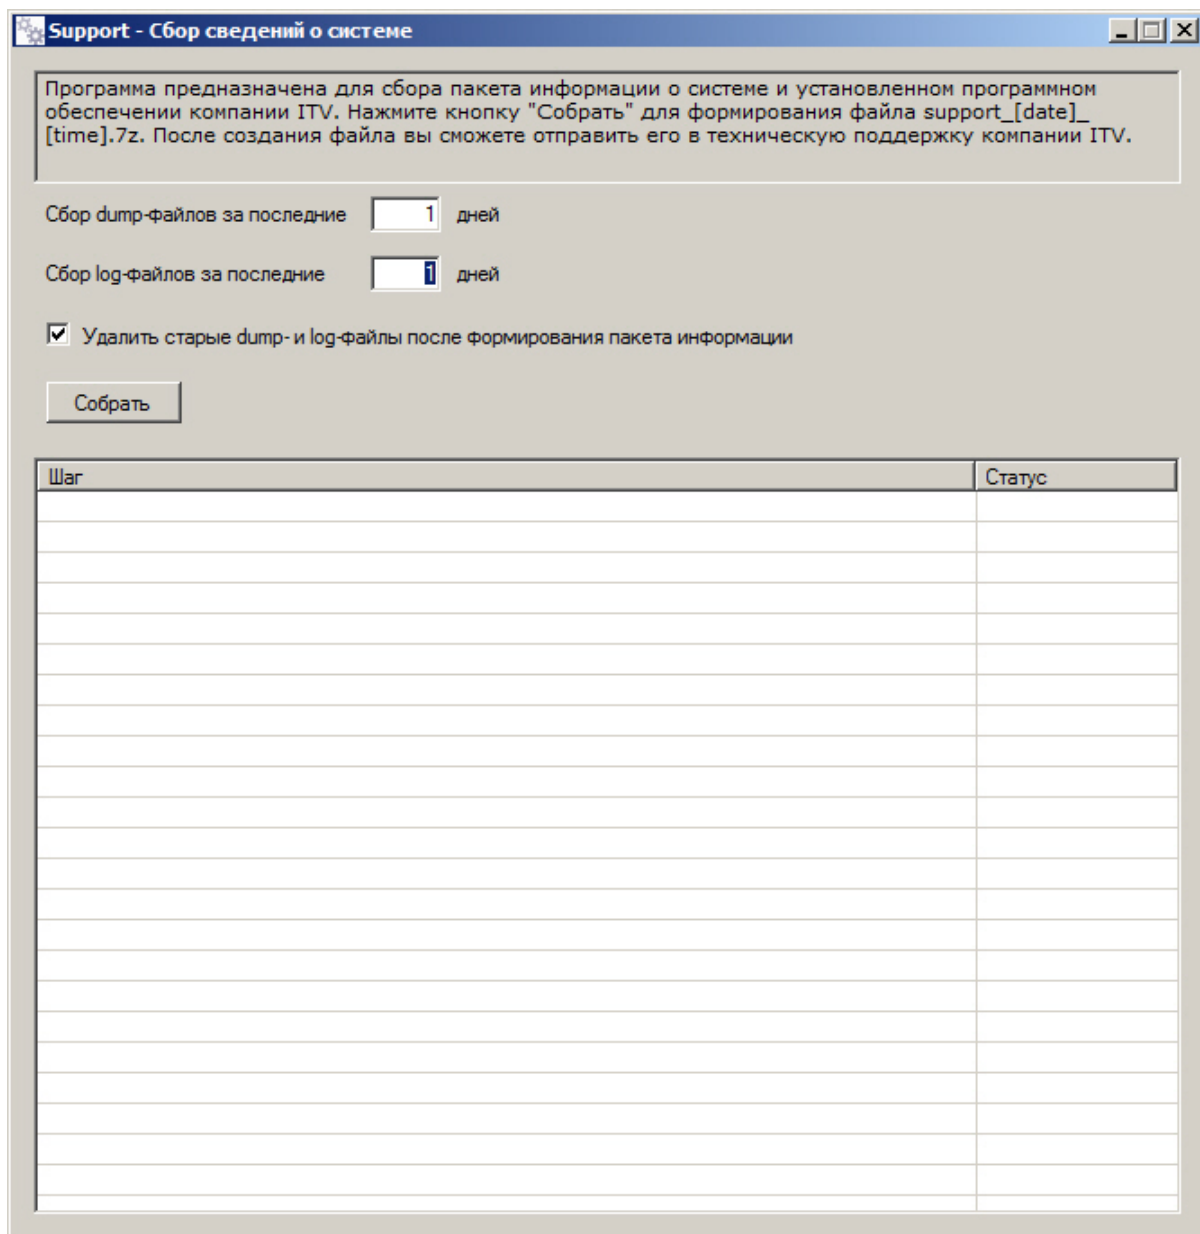 Support - Сбор сведений о системе
Программа предназначена для сбора пакета информации о системе и установленном программном
обеспечении компании ITV. Нажмите кнопку "Собрать" для формирования файла support_[date]_
[time].7z. После создания файла вы сможете отправить его в техническую поддержку компании ITV.
Сбор dump-файлов за последние 1 дней
Сбор log-файлов за последние 1 дней
Удалить старые dump- и log-файлы после формирования пакета информации
Собрать
Шаг Статус